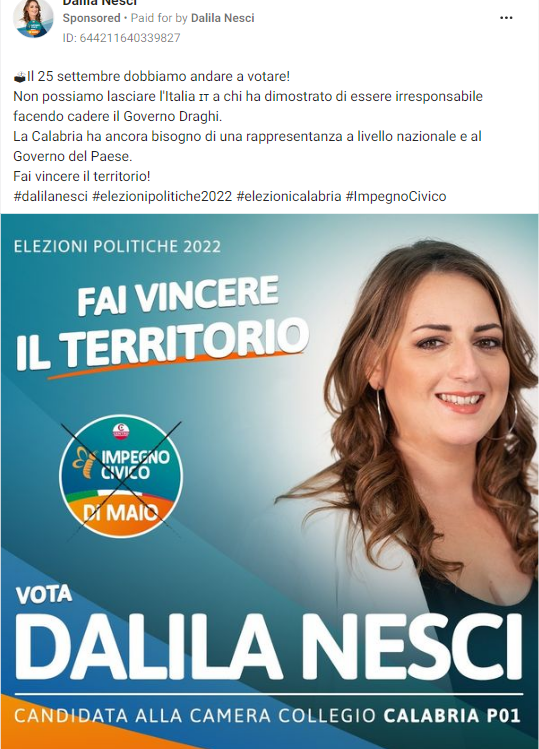 Dalila Nesci
Sponsored • Paid for by Dalila Nesci
ID: 644211640339827
🗳️Il 25 settembre dobbiamo andare a votare!
Non possiamo lasciare l'Italia IT a chi ha dimostrato di essere irresponsabile
facendo cadere il Governo Draghi.
La Calabria ha ancora bisogno di una rappresentanza a livello nazionale e al
Governo del Paese.
Fai vincere il territorio!
#dalilanesci #elezionipolitiche2022 #elezionicalabria #ImpegnoCivico
ELEZIONI POLITICHE 2022
FAI VINCERE
IL TERRITORIO
IMPEGNO
CIVICO
DI MAIO
VOTA
DALILA NESCI
CANDIDATA ALLA CAMERA COLLEGIO CALABRIA P01